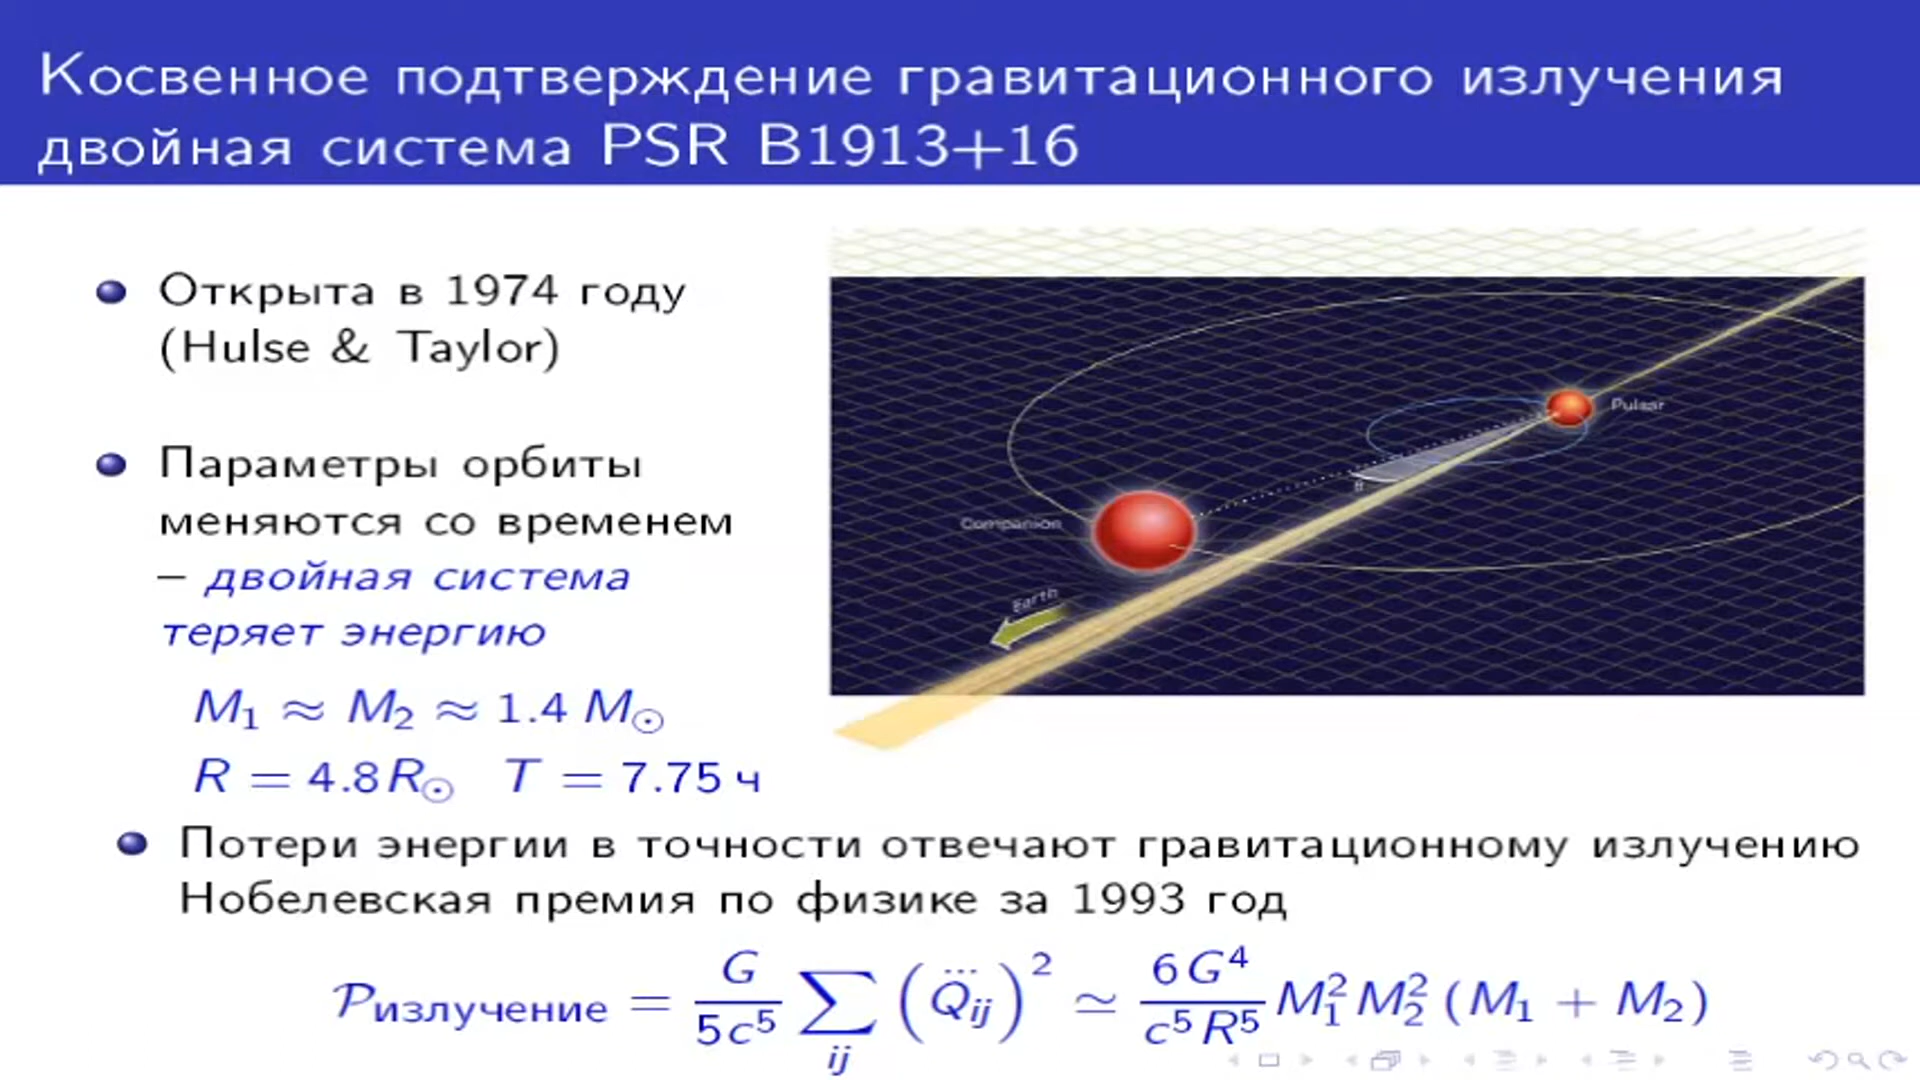 Косвенное подтверждение гравитационного излучения
двойная система PSR B1913+16
Открыта в 1974 году
(Hulse & Taylor)
Параметры орбиты
меняются со временем
– двойная система
теряет энергию
M₁ ≈ M₂ ≈ 1.4 M☉
R = 4.8 R☉ T = 7.75 ч
Pulsar
θ
Companion
Earth
Потери энергии в точности отвечают гравитационному излучению
Нобелевская премия по физике за 1993 год
𝒫излучение = G/5c⁵ ∑ij (Q⃛ij)² ≃ 6G⁴/c⁵R⁵ M₁²M₂² (M₁ + M₂)